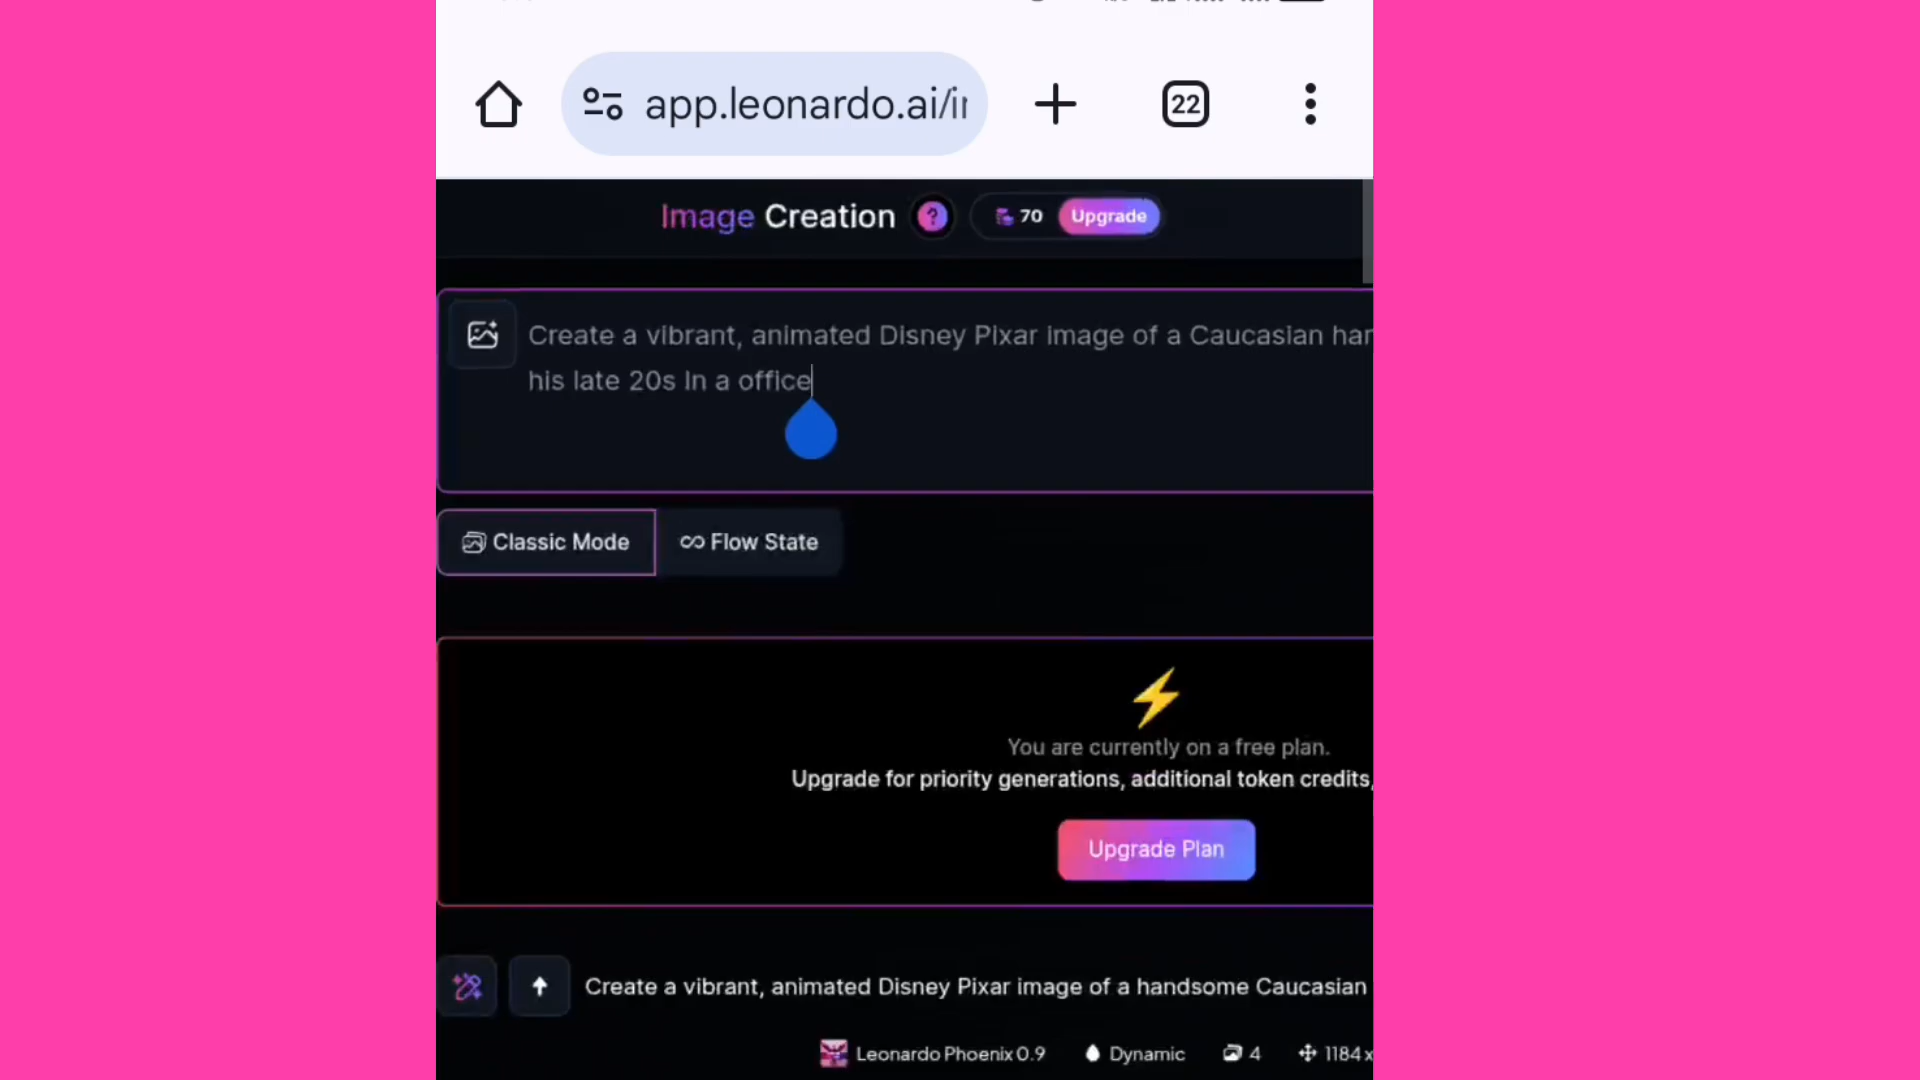 app.leonardo.ai/
22
Image Creation ? 70 Upgrade
Create a vibrant, animated Disney Pixar image of a Caucasian
his late 20s in a office
Classic Mode Flow State
You are currently on a free plan.
Upgrade for priority generations, additional token credits,
Upgrade Plan
Create a vibrant, animated Disney Pixar image of a handsome Caucasian
Leonardo Phoenix 0.9 Dynamic 4 1184 x